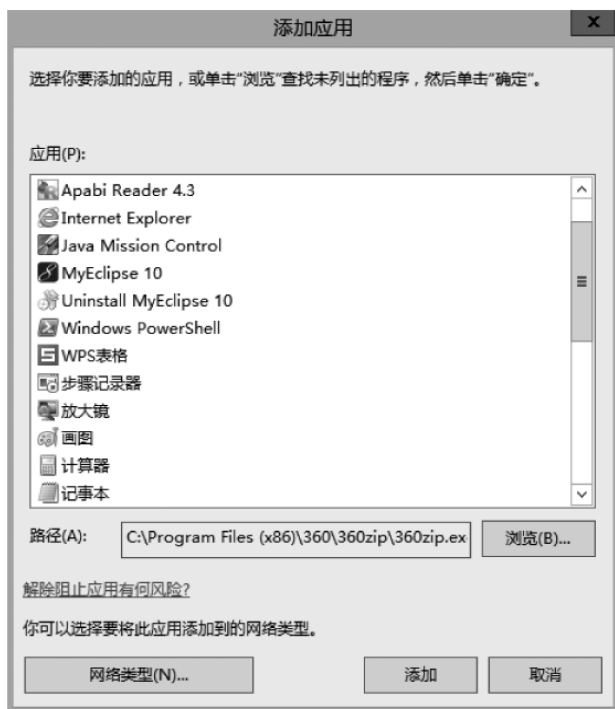 添加应用
x
选择你要添加的应用，或单击“浏览”查找未列出的程序，然后单击“确定”。
应用(P):
Apabi Reader 4.3
Internet Explorer
Java Mission Control
MyEclipse 10
Uninstall MyEclipse 10
Windows PowerShell
WPS表格
步骤记录器
放大镜
画图
计算器
记事本
路径(A): C:\Program Files (x86)\360\360zip\360zip.ex 浏览(B)...
解除阻止应用有何风险?
你可以选择要将此应用添加到的网络类型。
网络类型(N)... 添加 取消